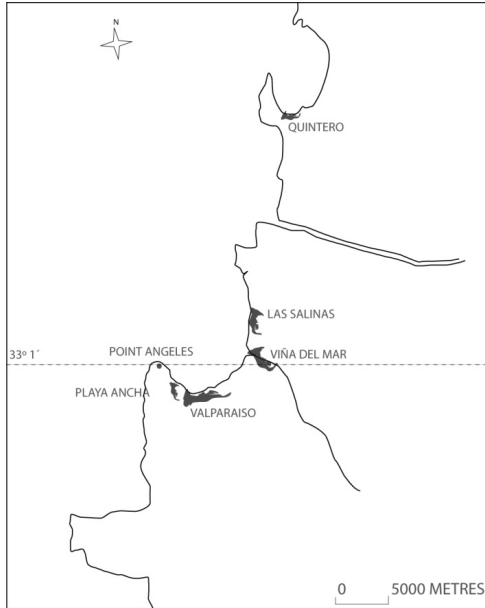 N
QUINTERO
LAS SALINAS
33º 1´
POINT ANGELES
VIÑA DEL MAR
PLAYA ANCHA
VALPARAISO
0 5000 METRES